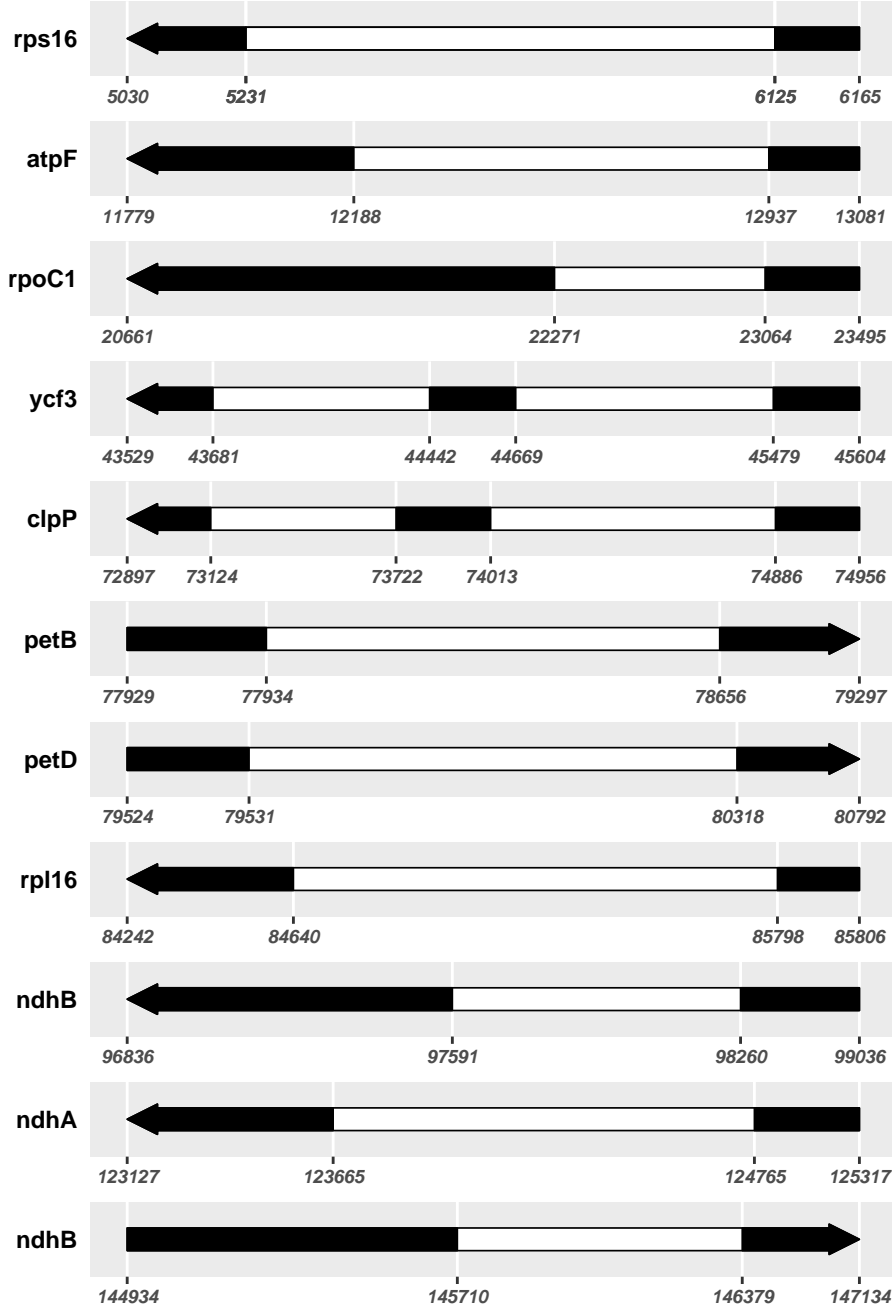 rps16
5030 5231 6125 6165
atpF
11779 12188 12937 13081
rpoC1
20661 22271 23064 23495
ycf3
43529 43681 44442 44669 45479 45604
clpP
72897 73124 73722 74013 74886 74956
petB
77929 77934 78656 79297
petD
79524 79531 80318 80792
rpl16
84242 84640 85798 85806
ndhB
96836 97591 98260 99036
ndhA
123127 123665 124765 125317
ndhB
144934 145710 146379 147134